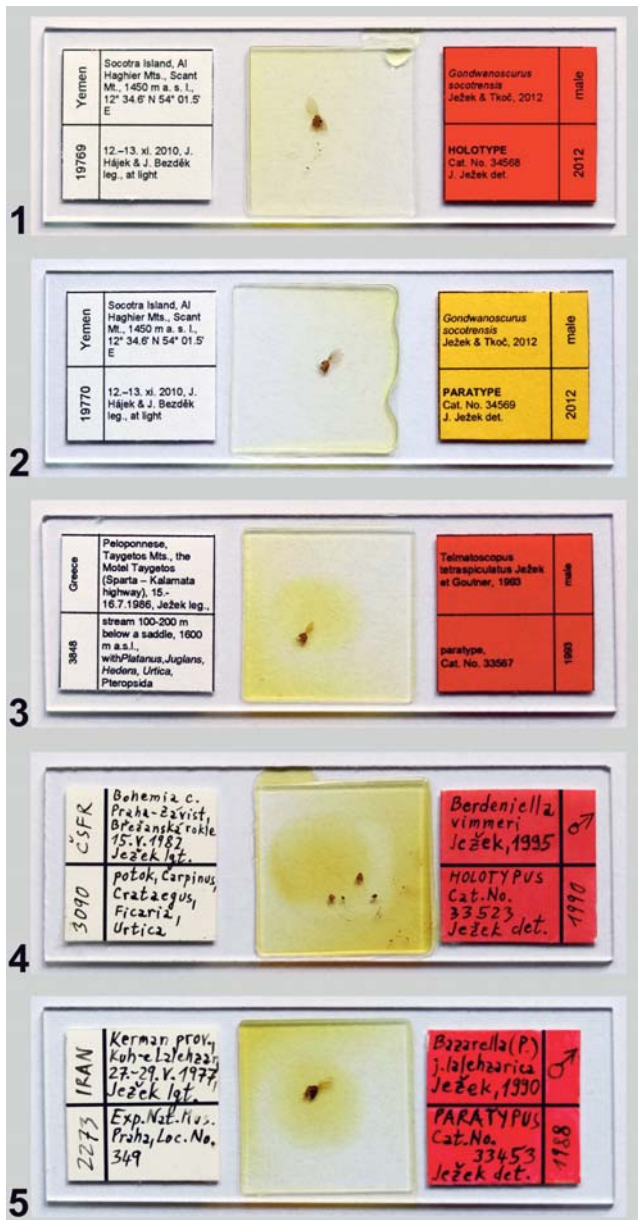 Yemen
Socotra Island, Al
Haghier Mts., Scant
Mt., 1450 m a. s. l.,
12° 34.6' N 54° 01.5'
E
19769
12.–13. xi. 2010, J.
Hájek & J. Bezděk
leg., at light
Gondwanoscurus
socotrensis
Ježek & Tkoč, 2012
male
HOLOTYPE
Cat. No. 34568
J. Ježek det.
2012
1
Yemen
Socotra Island, Al
Haghier Mts., Scant
Mt., 1450 m a. s. l.,
12° 34.6' N 54° 01.5'
E
19770
12.–13. xi. 2010, J.
Hájek & J. Bezděk
leg., at light
Gondwanoscurus
socotrensis
Ježek & Tkoč, 2012
male
PARATYPE
Cat. No. 34569
J. Ježek det.
2012
2
Greece
Peloponnese,
Taygetos Mts., the
Motel Taygetos
(Sparta – Kalamata
highway), 15.-
16.7.1986, Ježek leg.,
3848
stream 100-200 m
below a saddle, 1600
m a.s.l.,
withPlatanus,Juglans,
Hedera, Urtica,
Pteropsida
Telmatoscopus
tetraspiculatus Ježek
et Goutner, 1993
male
paratype,
Cat. No. 33567
1993
3
ČSFR
Bohemia c.
Praha-Závist,
Břežanská rokle
15.V.1982
Ježek lgt.
3090
potok, Carpinus,
Crataegus,
Ficaria,
Urtica
Berdeniella
vimmeri
Ježek, 1995
♂
HOLOTYPUS
Cat.No.
33523
Ježek det.
1990
4
IRAN
Kerman prov.,
Kuh-e Lalehzar,
27.-29.V.1977,
Ježek lgt.
2273
Exp.Nat.Mus.
Praha, Loc. No.
349
Bazarella (P.)
j.lalehzarica
Ježek, 1990
♂
PARATYPUS
Cat.No.
33453
Ježek det.
1988
5